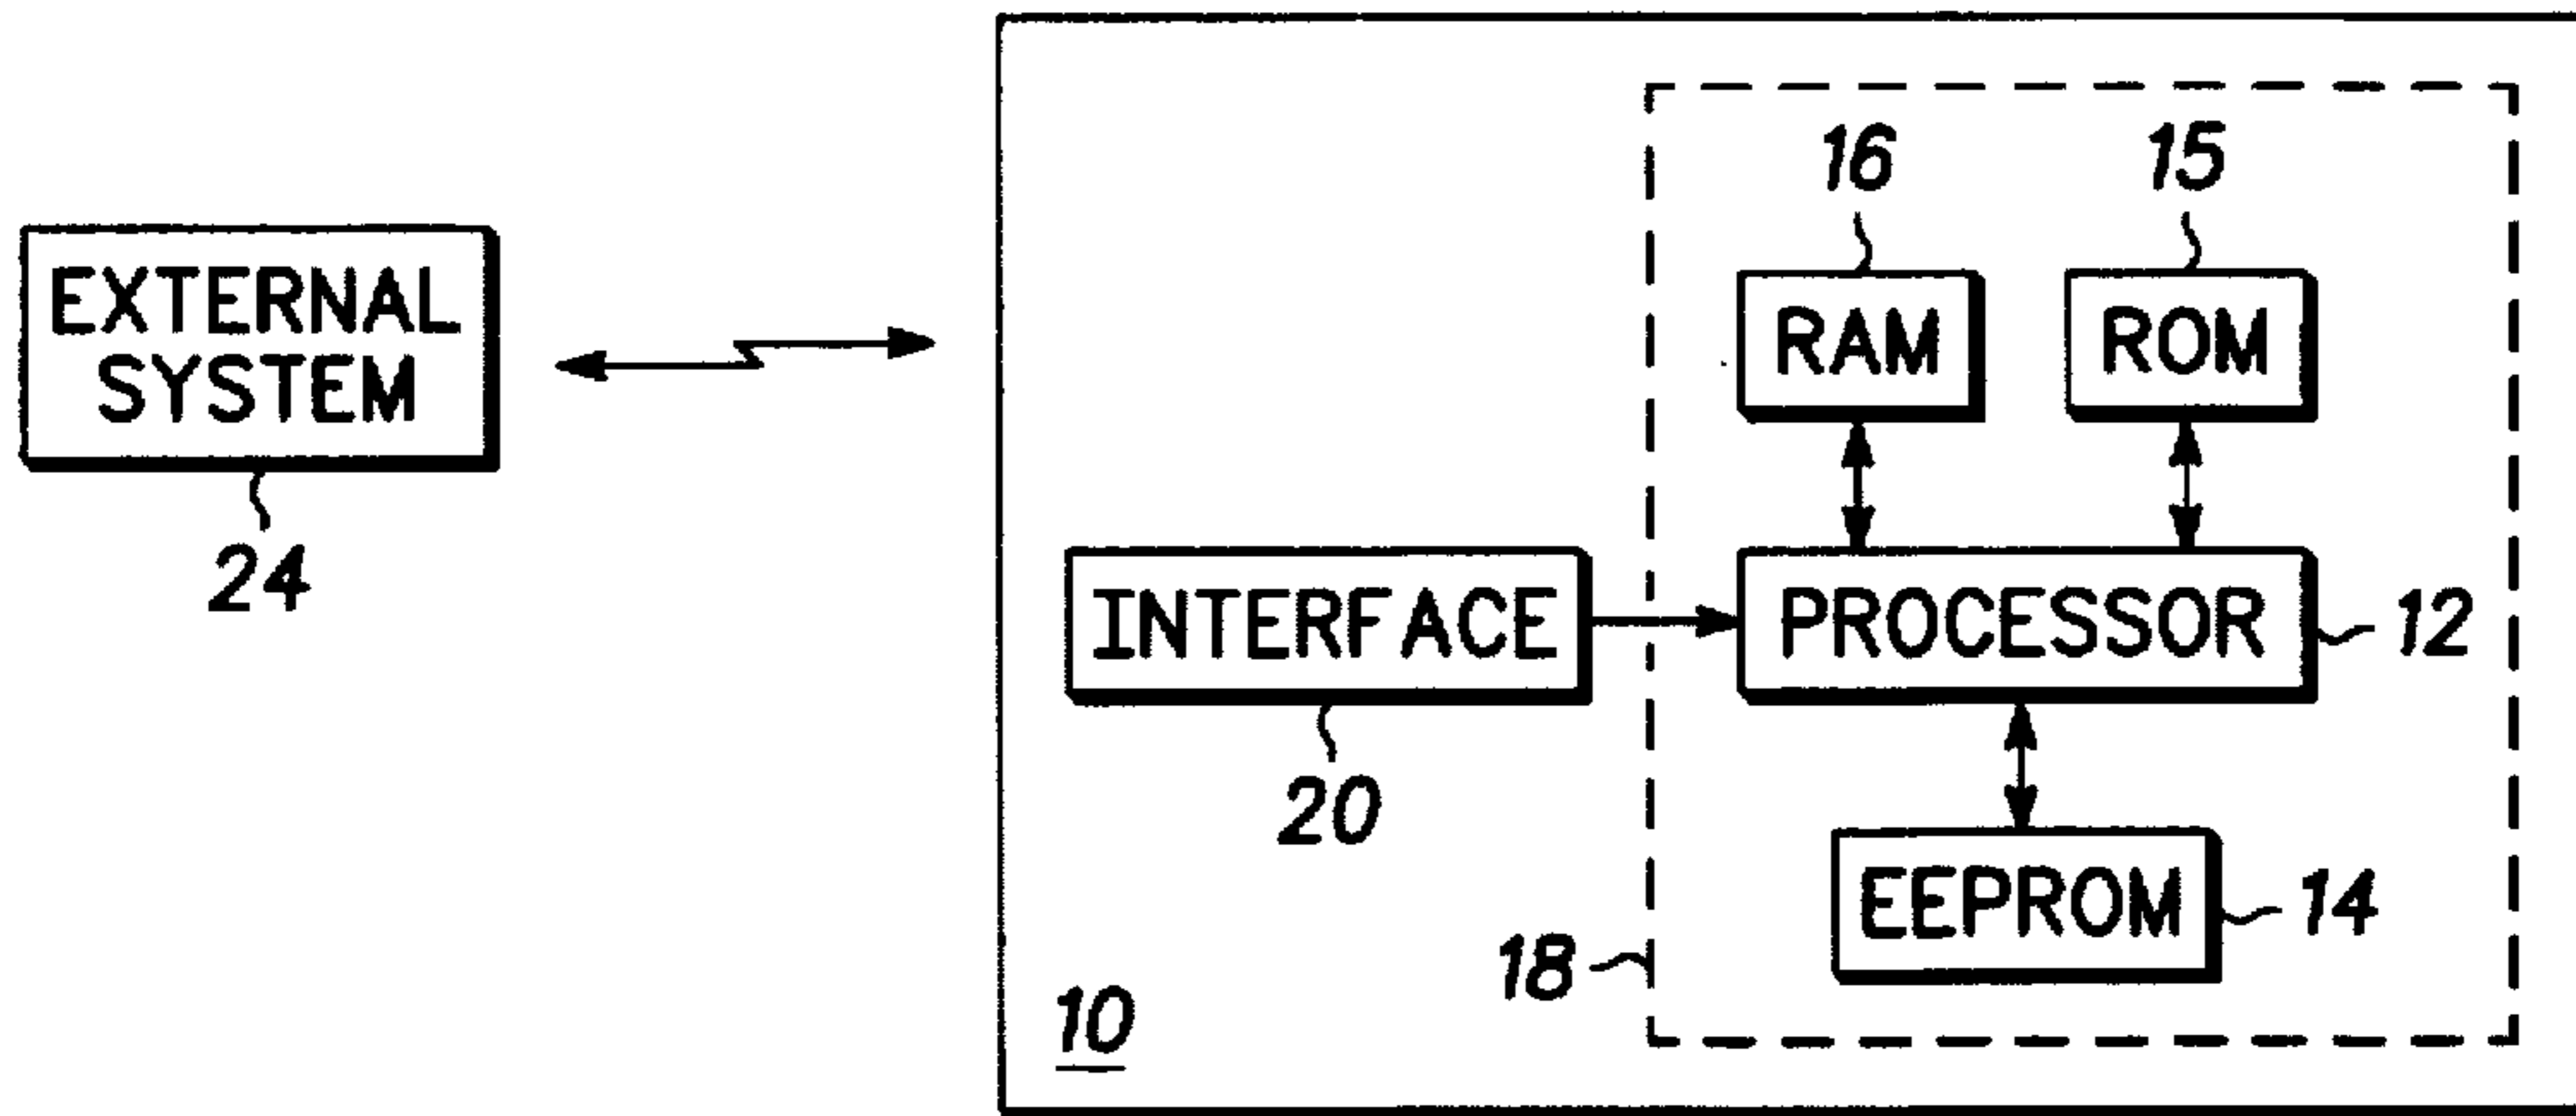 16
15
EXTERNAL
SYSTEM
RAM
ROM
24
INTERFACE
PROCESSOR
12
20
EEPROM
14
18
10